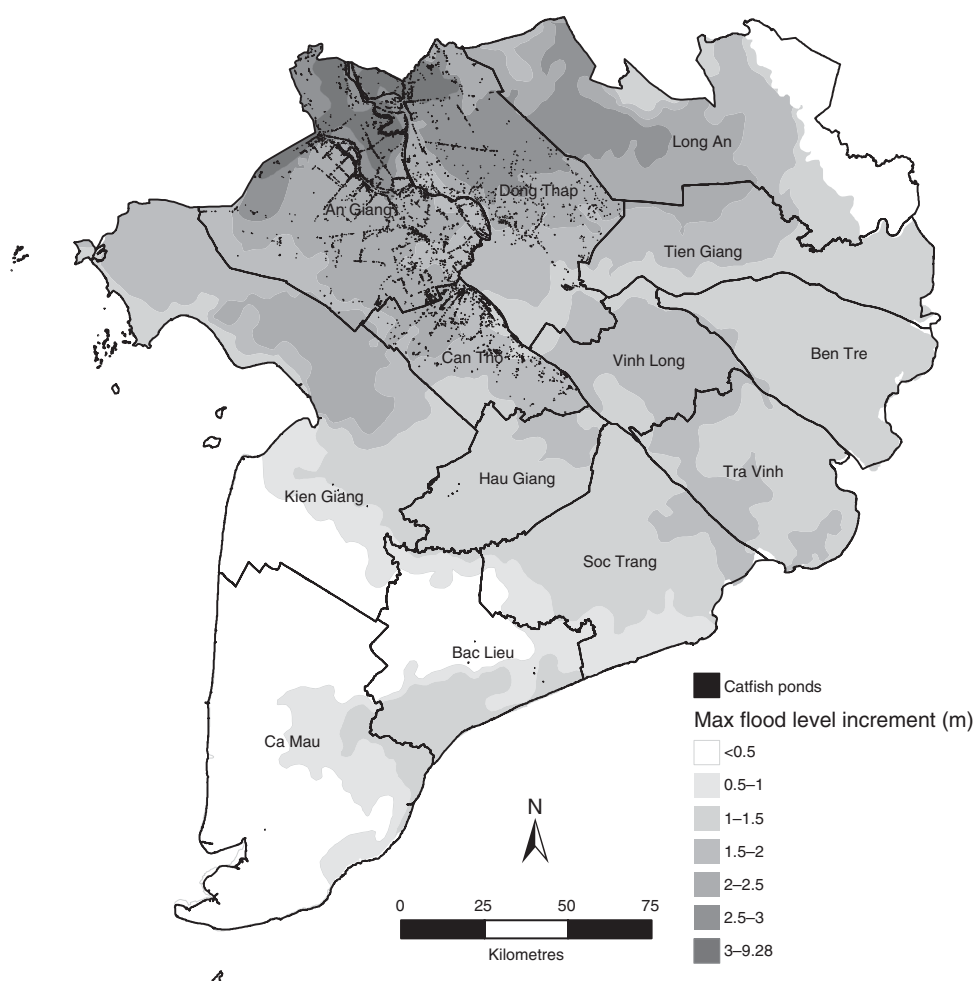 Long An
Dong Thap
An Giang
Tien Giang
Can Tho
Vinh Long
Ben Tre
Tra Vinh
Hau Giang
Kien Giang
Soc Trang
Bac Lieu
Ca Mau
Catfish ponds
Max flood level increment (m)
<0.5
0.5–1
1–1.5
1.5–2
2–2.5
2.5–3
3–9.28
N
0 25 50 75
Kilometres